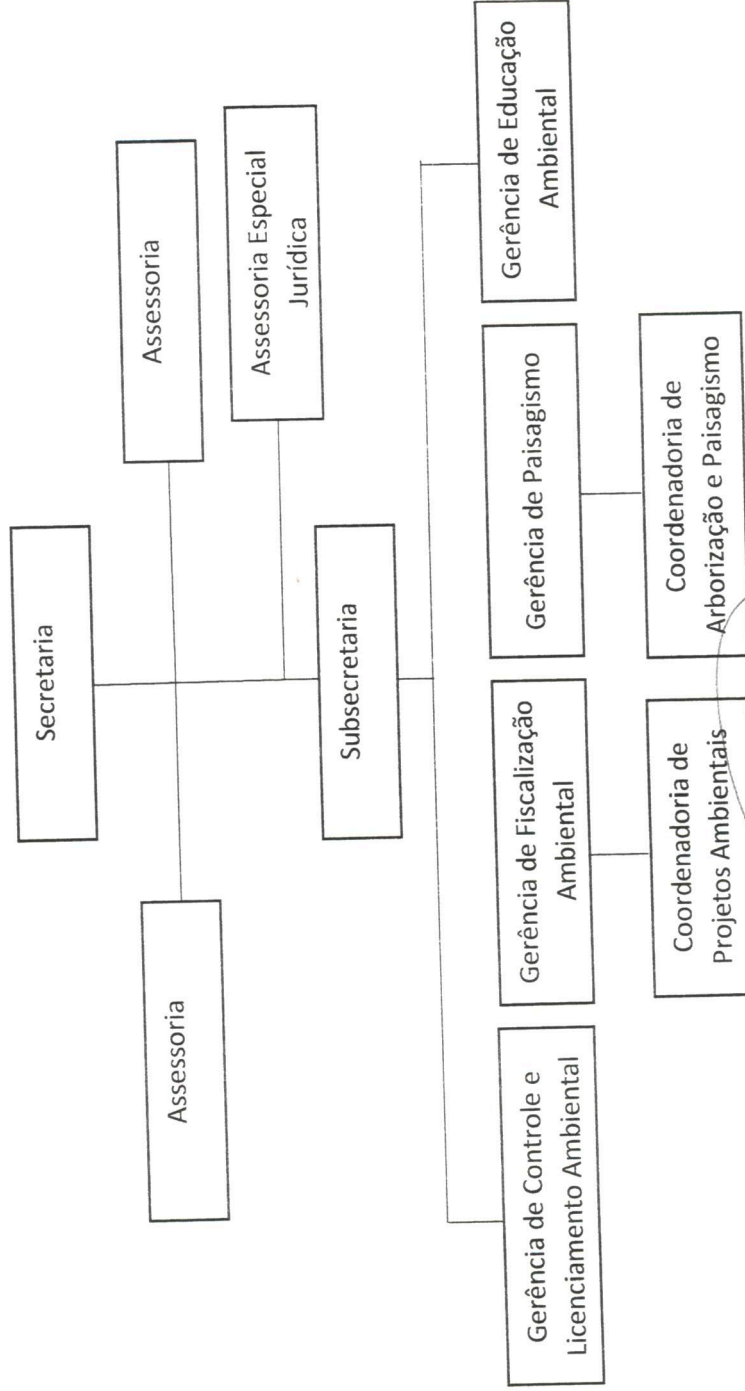 Secretaria
Assessoria
Assessoria
Assessoria Especial
Jurídica
Subsecretaria
Gerência de Controle e
Licenciamento Ambiental
Gerência de Fiscalização
Ambiental
Gerência de Paisagismo
Gerência de Educação
Ambiental
Coordenadoria de
Projetos Ambientais
Coordenadoria de
Arborização e Paisagismo